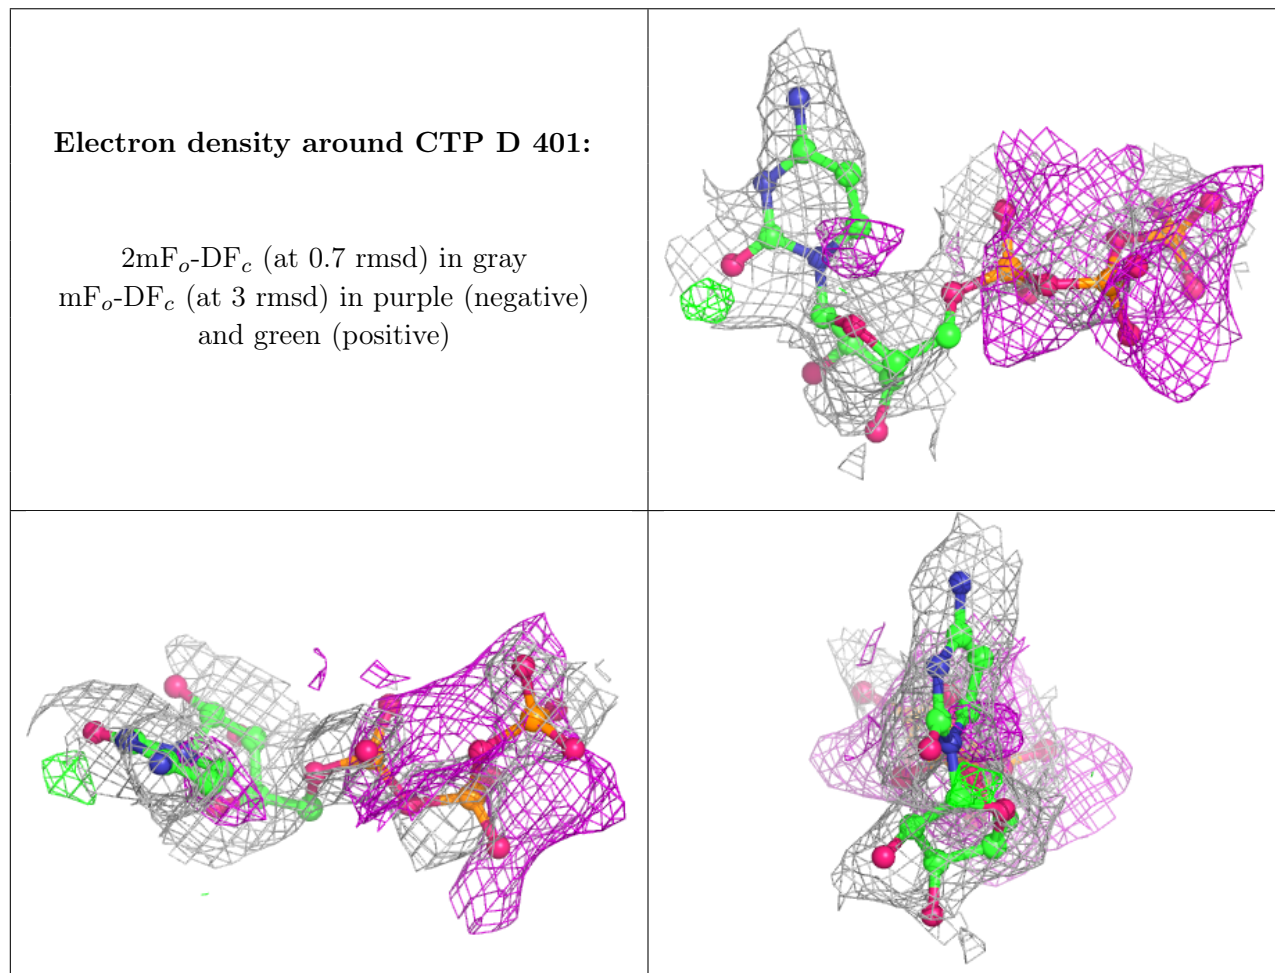 Electron density around CTP D 401:
2mFo-DFc (at 0.7 rmsd) in gray
mFo-DFc (at 3 rmsd) in purple (negative)
and green (positive)